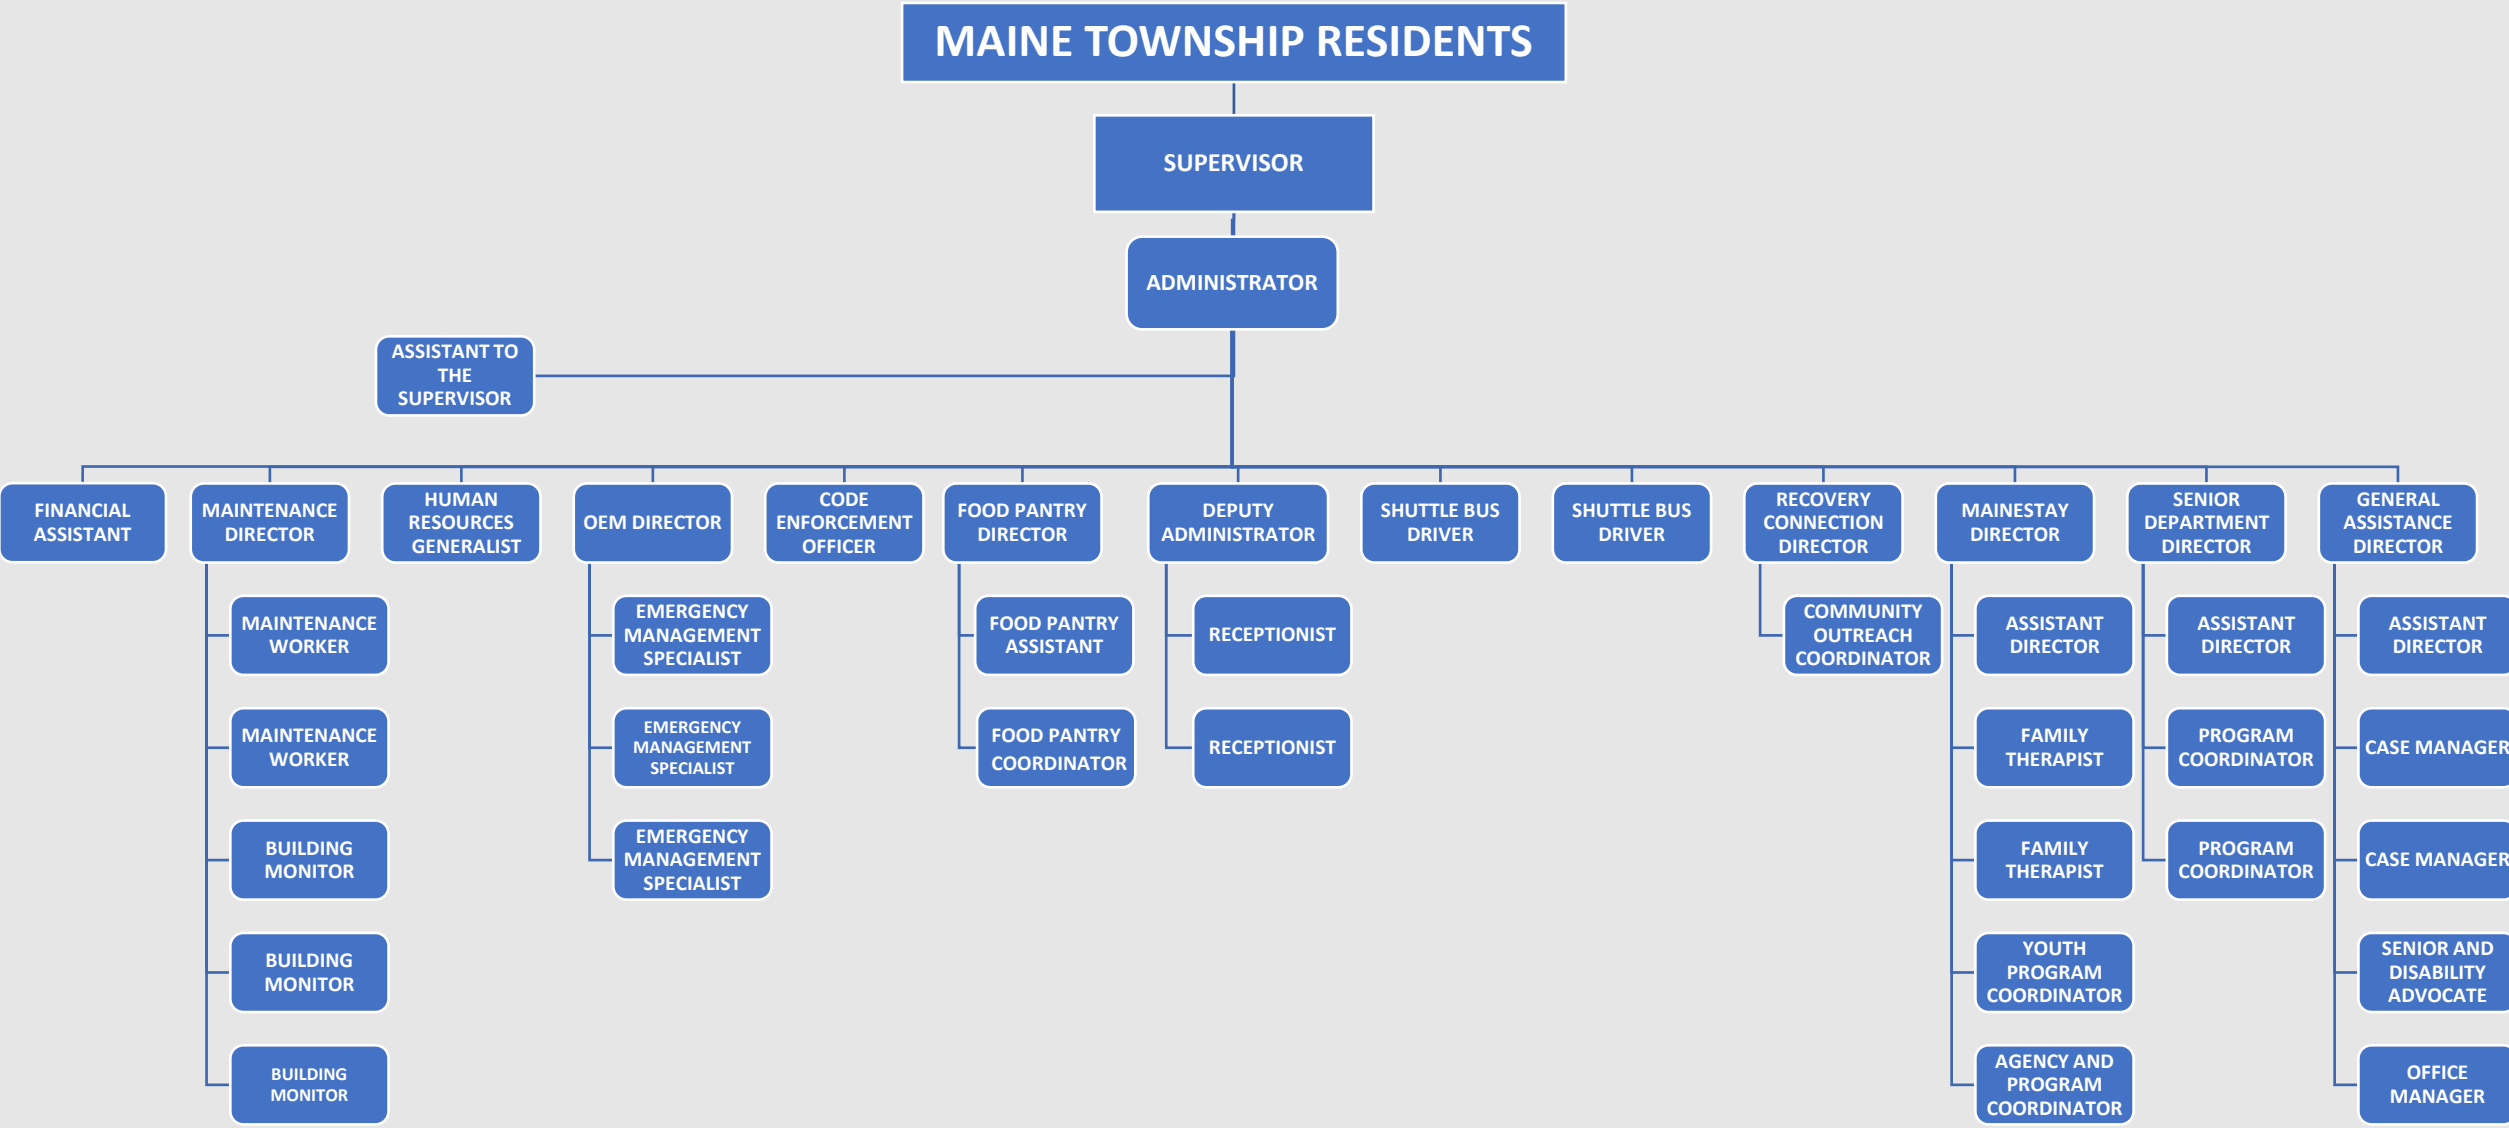 MAINE TOWNSHIP RESIDENTS
SUPERVISOR
ADMINISTRATOR
ASSISTANT TO
THE
SUPERVISOR
FINANCIAL
ASSISTANT
MAINTENANCE
DIRECTOR
HUMAN
RESOURCES
GENERALIST
OEM DIRECTOR
CODE
ENFORCEMENT
OFFICER
FOOD PANTRY
DIRECTOR
DEPUTY
ADMINISTRATOR
SHUTTLE BUS
DRIVER
SHUTTLE BUS
DRIVER
RECOVERY
CONNECTION
DIRECTOR
MAINESTAY
DIRECTOR
SENIOR
DEPARTMENT
DIRECTOR
GENERAL
ASSISTANCE
DIRECTOR
MAINTENANCE
WORKER
MAINTENANCE
WORKER
BUILDING
MONITOR
BUILDING
MONITOR
BUILDING
MONITOR
EMERGENCY
MANAGEMENT
SPECIALIST
EMERGENCY
MANAGEMENT
SPECIALIST
EMERGENCY
MANAGEMENT
SPECIALIST
FOOD PANTRY
ASSISTANT
FOOD PANTRY
COORDINATOR
RECEPTIONIST
RECEPTIONIST
COMMUNITY
OUTREACH
COORDINATOR
ASSISTANT
DIRECTOR
FAMILY
THERAPIST
FAMILY
THERAPIST
YOUTH
PROGRAM
COORDINATOR
AGENCY AND
PROGRAM
COORDINATOR
ASSISTANT
DIRECTOR
PROGRAM
COORDINATOR
PROGRAM
COORDINATOR
ASSISTANT
DIRECTOR
CASE MANAGER
CASE MANAGER
SENIOR AND
DISABILITY
ADVOCATE
OFFICE
MANAGER